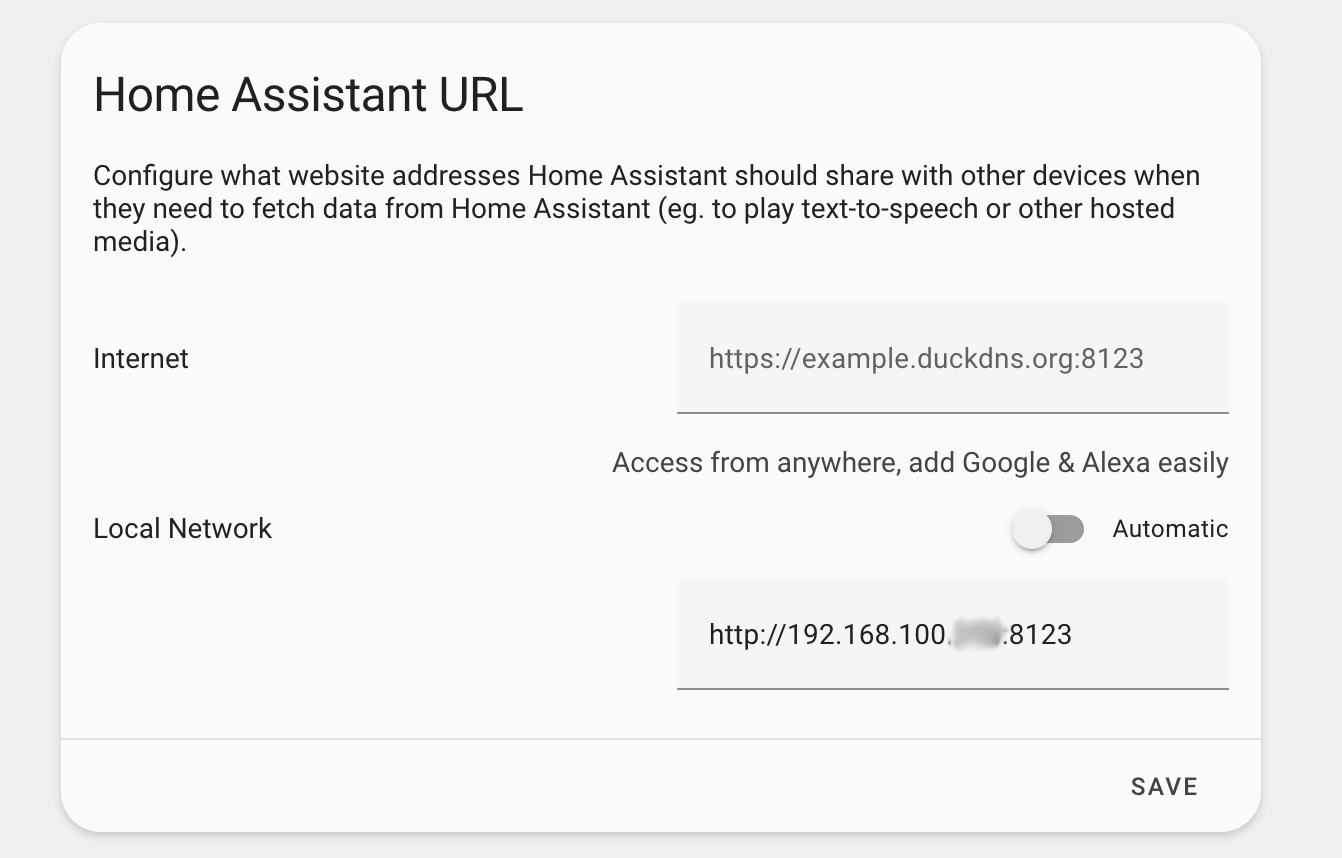 Home Assistant URL
Configure what website addresses Home Assistant should share with other devices when
they need to fetch data from Home Assistant (eg. to play text-to-speech or other hosted
media).
Internet
https://example.duckdns.org:8123
Access from anywhere, add Google & Alexa easily
Local Network
Automatic
http://192.168.100. :8123
SAVE